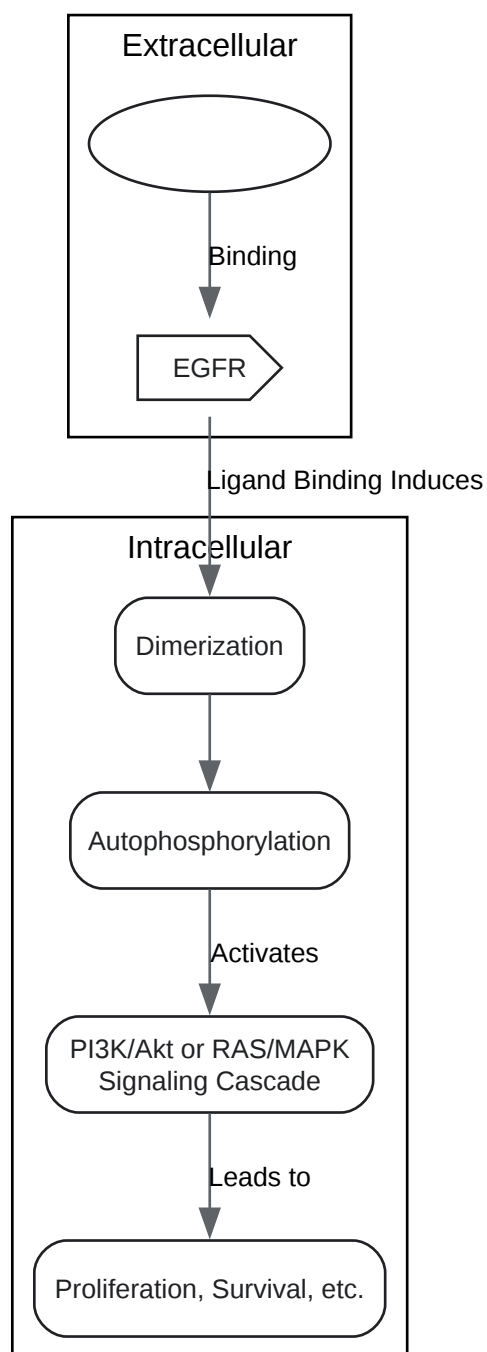 Extracellular
Binding
EGFR
Ligand Binding Induces
Intracellular
Dimerization
Autophosphorylation
Activates
PI3K/Akt or RAS/MAPK
Signaling Cascade
Leads to
Proliferation, Survival, etc.